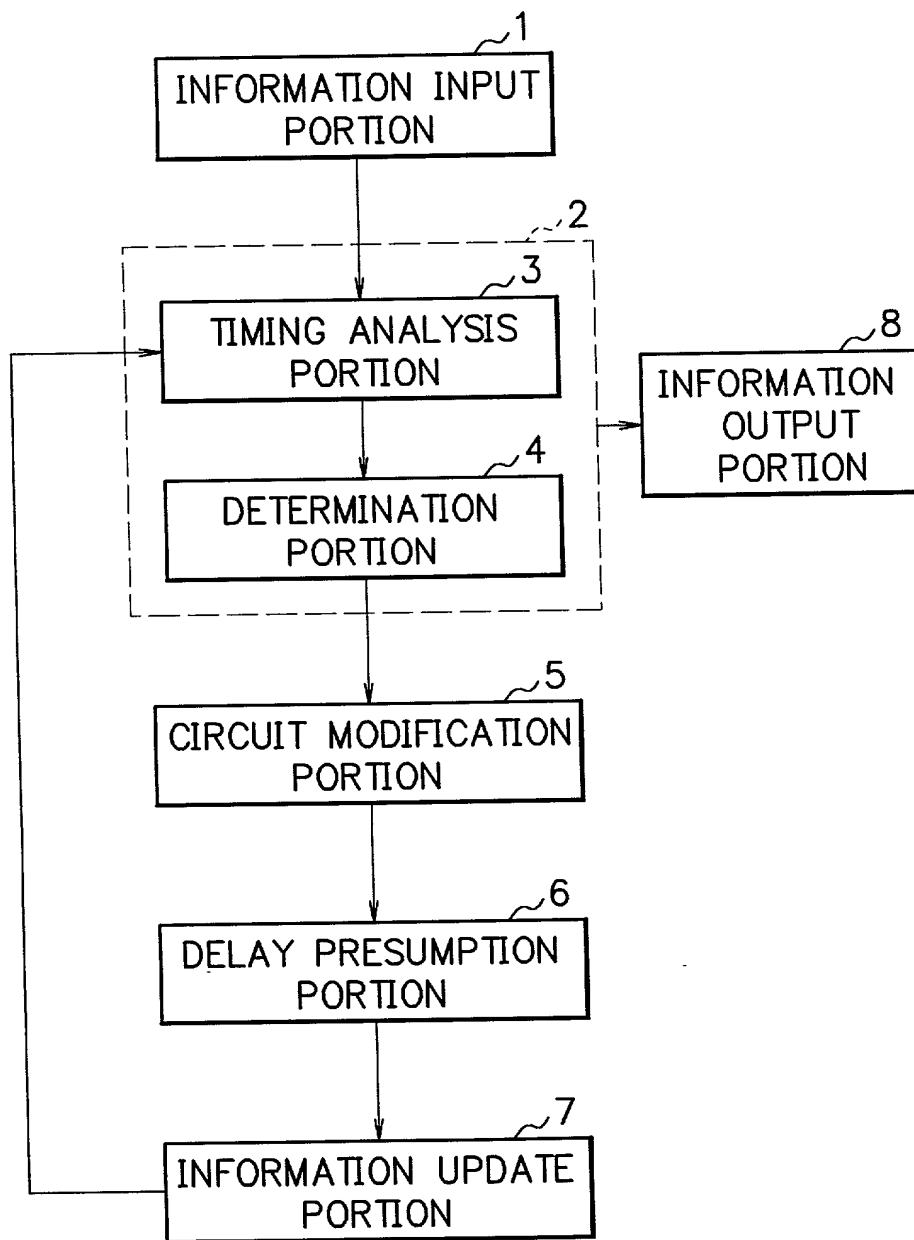 1
INFORMATION INPUT
PORTION
2
3
TIMING ANALYSIS
PORTION
8
INFORMATION
OUTPUT
PORTION
4
DETERMINATION
PORTION
5
CIRCUIT MODIFICATION
PORTION
6
DELAY PRESUMPTION
PORTION
7
INFORMATION UPDATE
PORTION